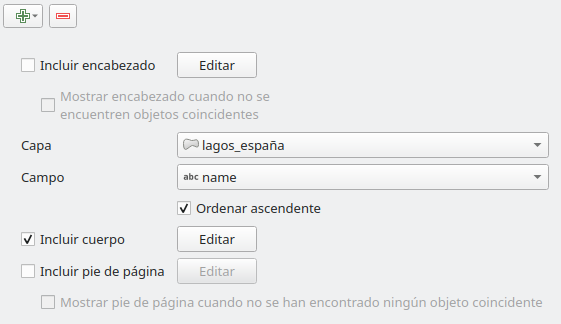 Incluir encabezado
Editar
Mostrar encabezado cuando no se
encuentren objetos coincidentes
Capa
lagos_españa
Campo
abc name
Ordenar ascendente
Incluir cuerpo
Editar
Incluir pie de página
Editar
Mostrar pie de página cuando no se han encontrado ningún objeto coincidente